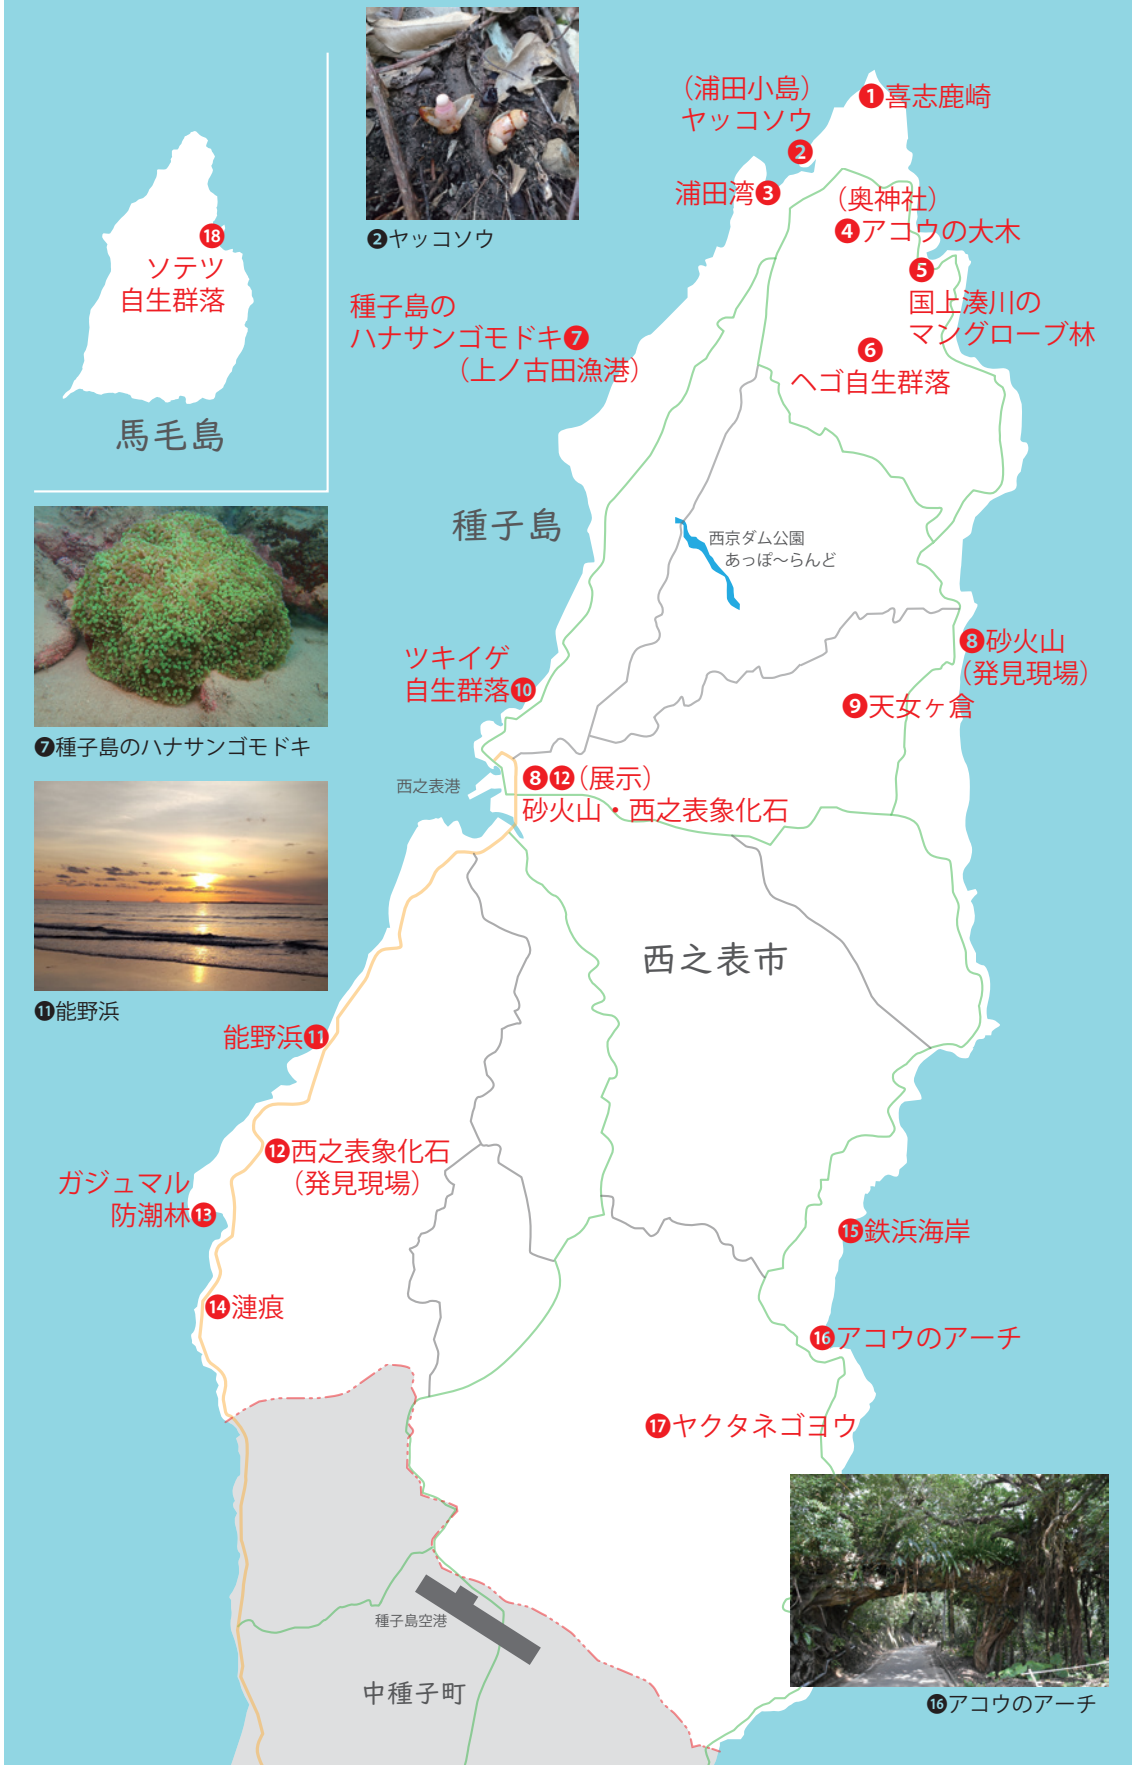 (浦田小島)
ヤッコソウ
❷
❶喜志鹿崎
浦田湾❸
(奥神社)
❹アコウの大木
❺
国上湊川の
マングローブ林
❻
ヘゴ自生群落
❷ヤッコソウ
⓲
ソテツ
自生群落
馬毛島
種子島の
ハナサンゴモドキ❼
(上ノ古田漁港)
種子島
西京ダム公園
あっぽ～らんど
❼種子島のハナサンゴモドキ
ツキイゲ
自生群落❿
❽砂火山
(発見現場)
❾天女ヶ倉
西之表港
❽⓬(展示)
砂火山・西之表象化石
⓫能野浜
西之表市
能野浜⓫
⓬西之表象化石
(発見現場)
ガジュマル
防潮林⓭
⓮漣痕
⓯鉄浜海岸
⓰アコウのアーチ
⓱ヤクタネゴヨウ
種子島空港
中種子町
⓰アコウのアーチ